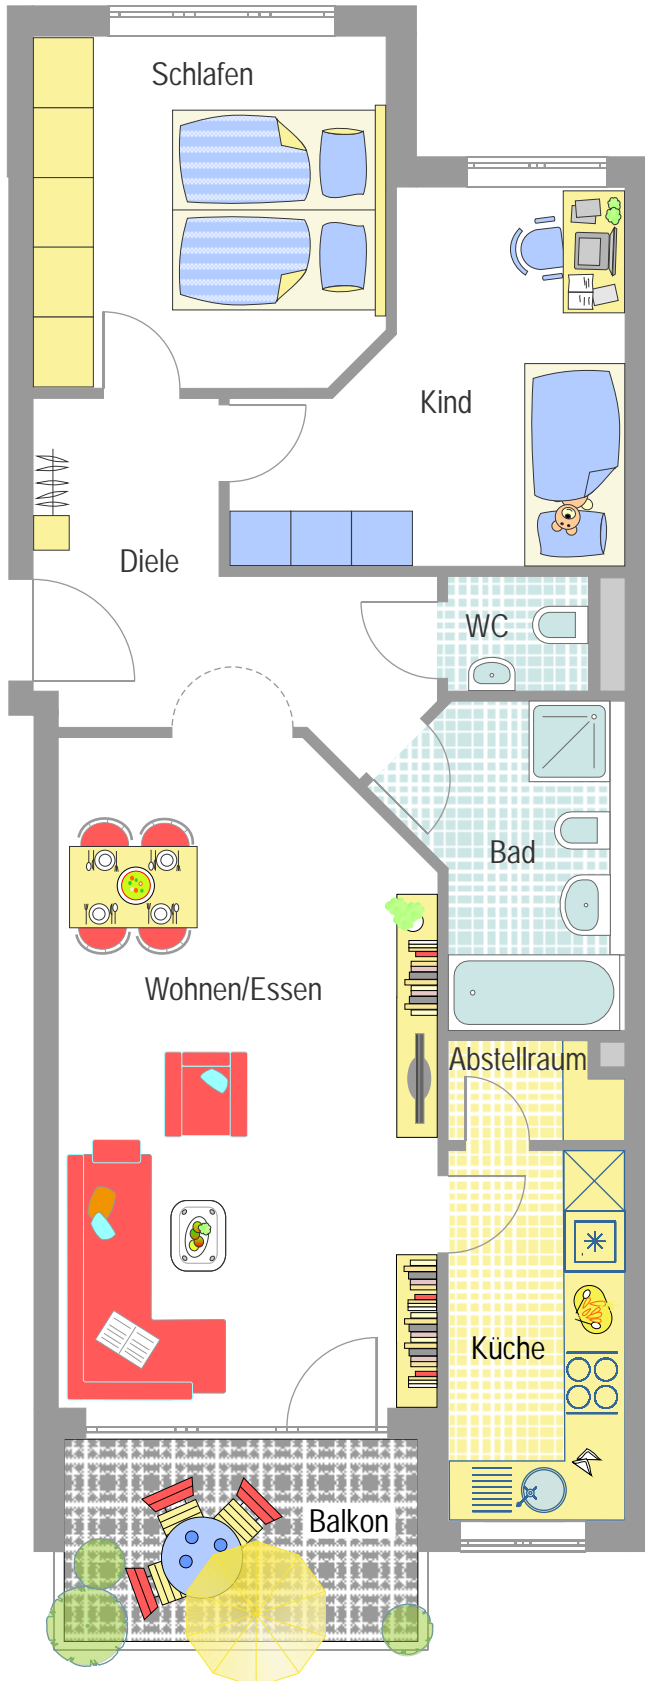 Schlafen
Kind
Diele
WC
Bad
Wohnen/Essen
Abstellraum
Küche
Balkon